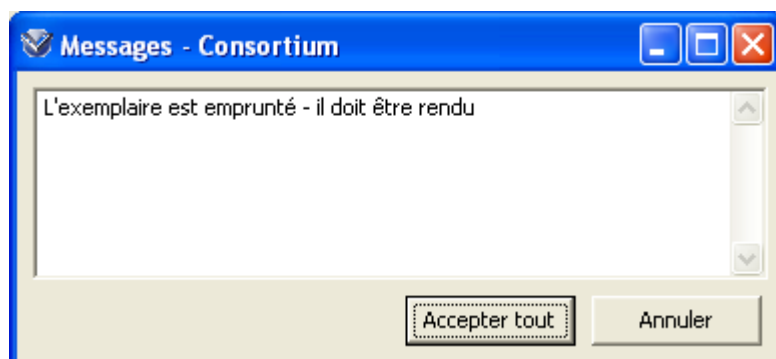 Messages - Consortium
L'exemplaire est emprunté - il doit être rendu
Accepter tout
Annuler